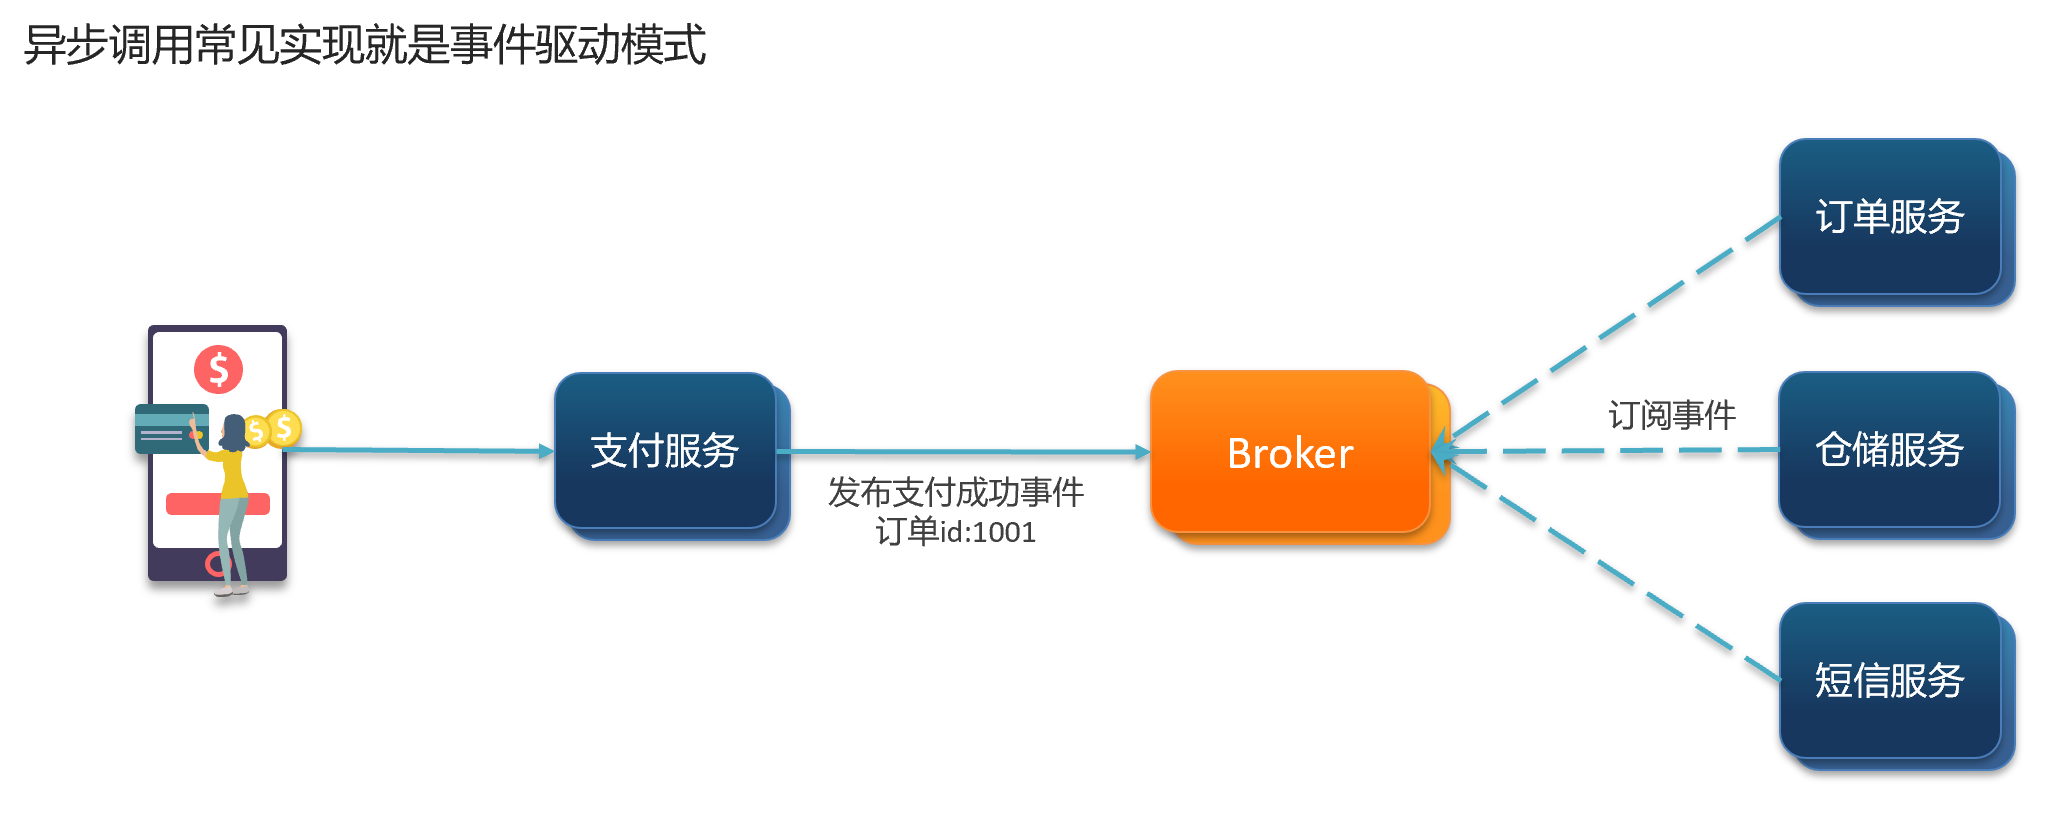 异步调用常见实现就是事件驱动模式
订单服务
订阅事件
支付服务
Broker
仓储服务
发布支付成功事件
订单id:1001
短信服务
$
$
$